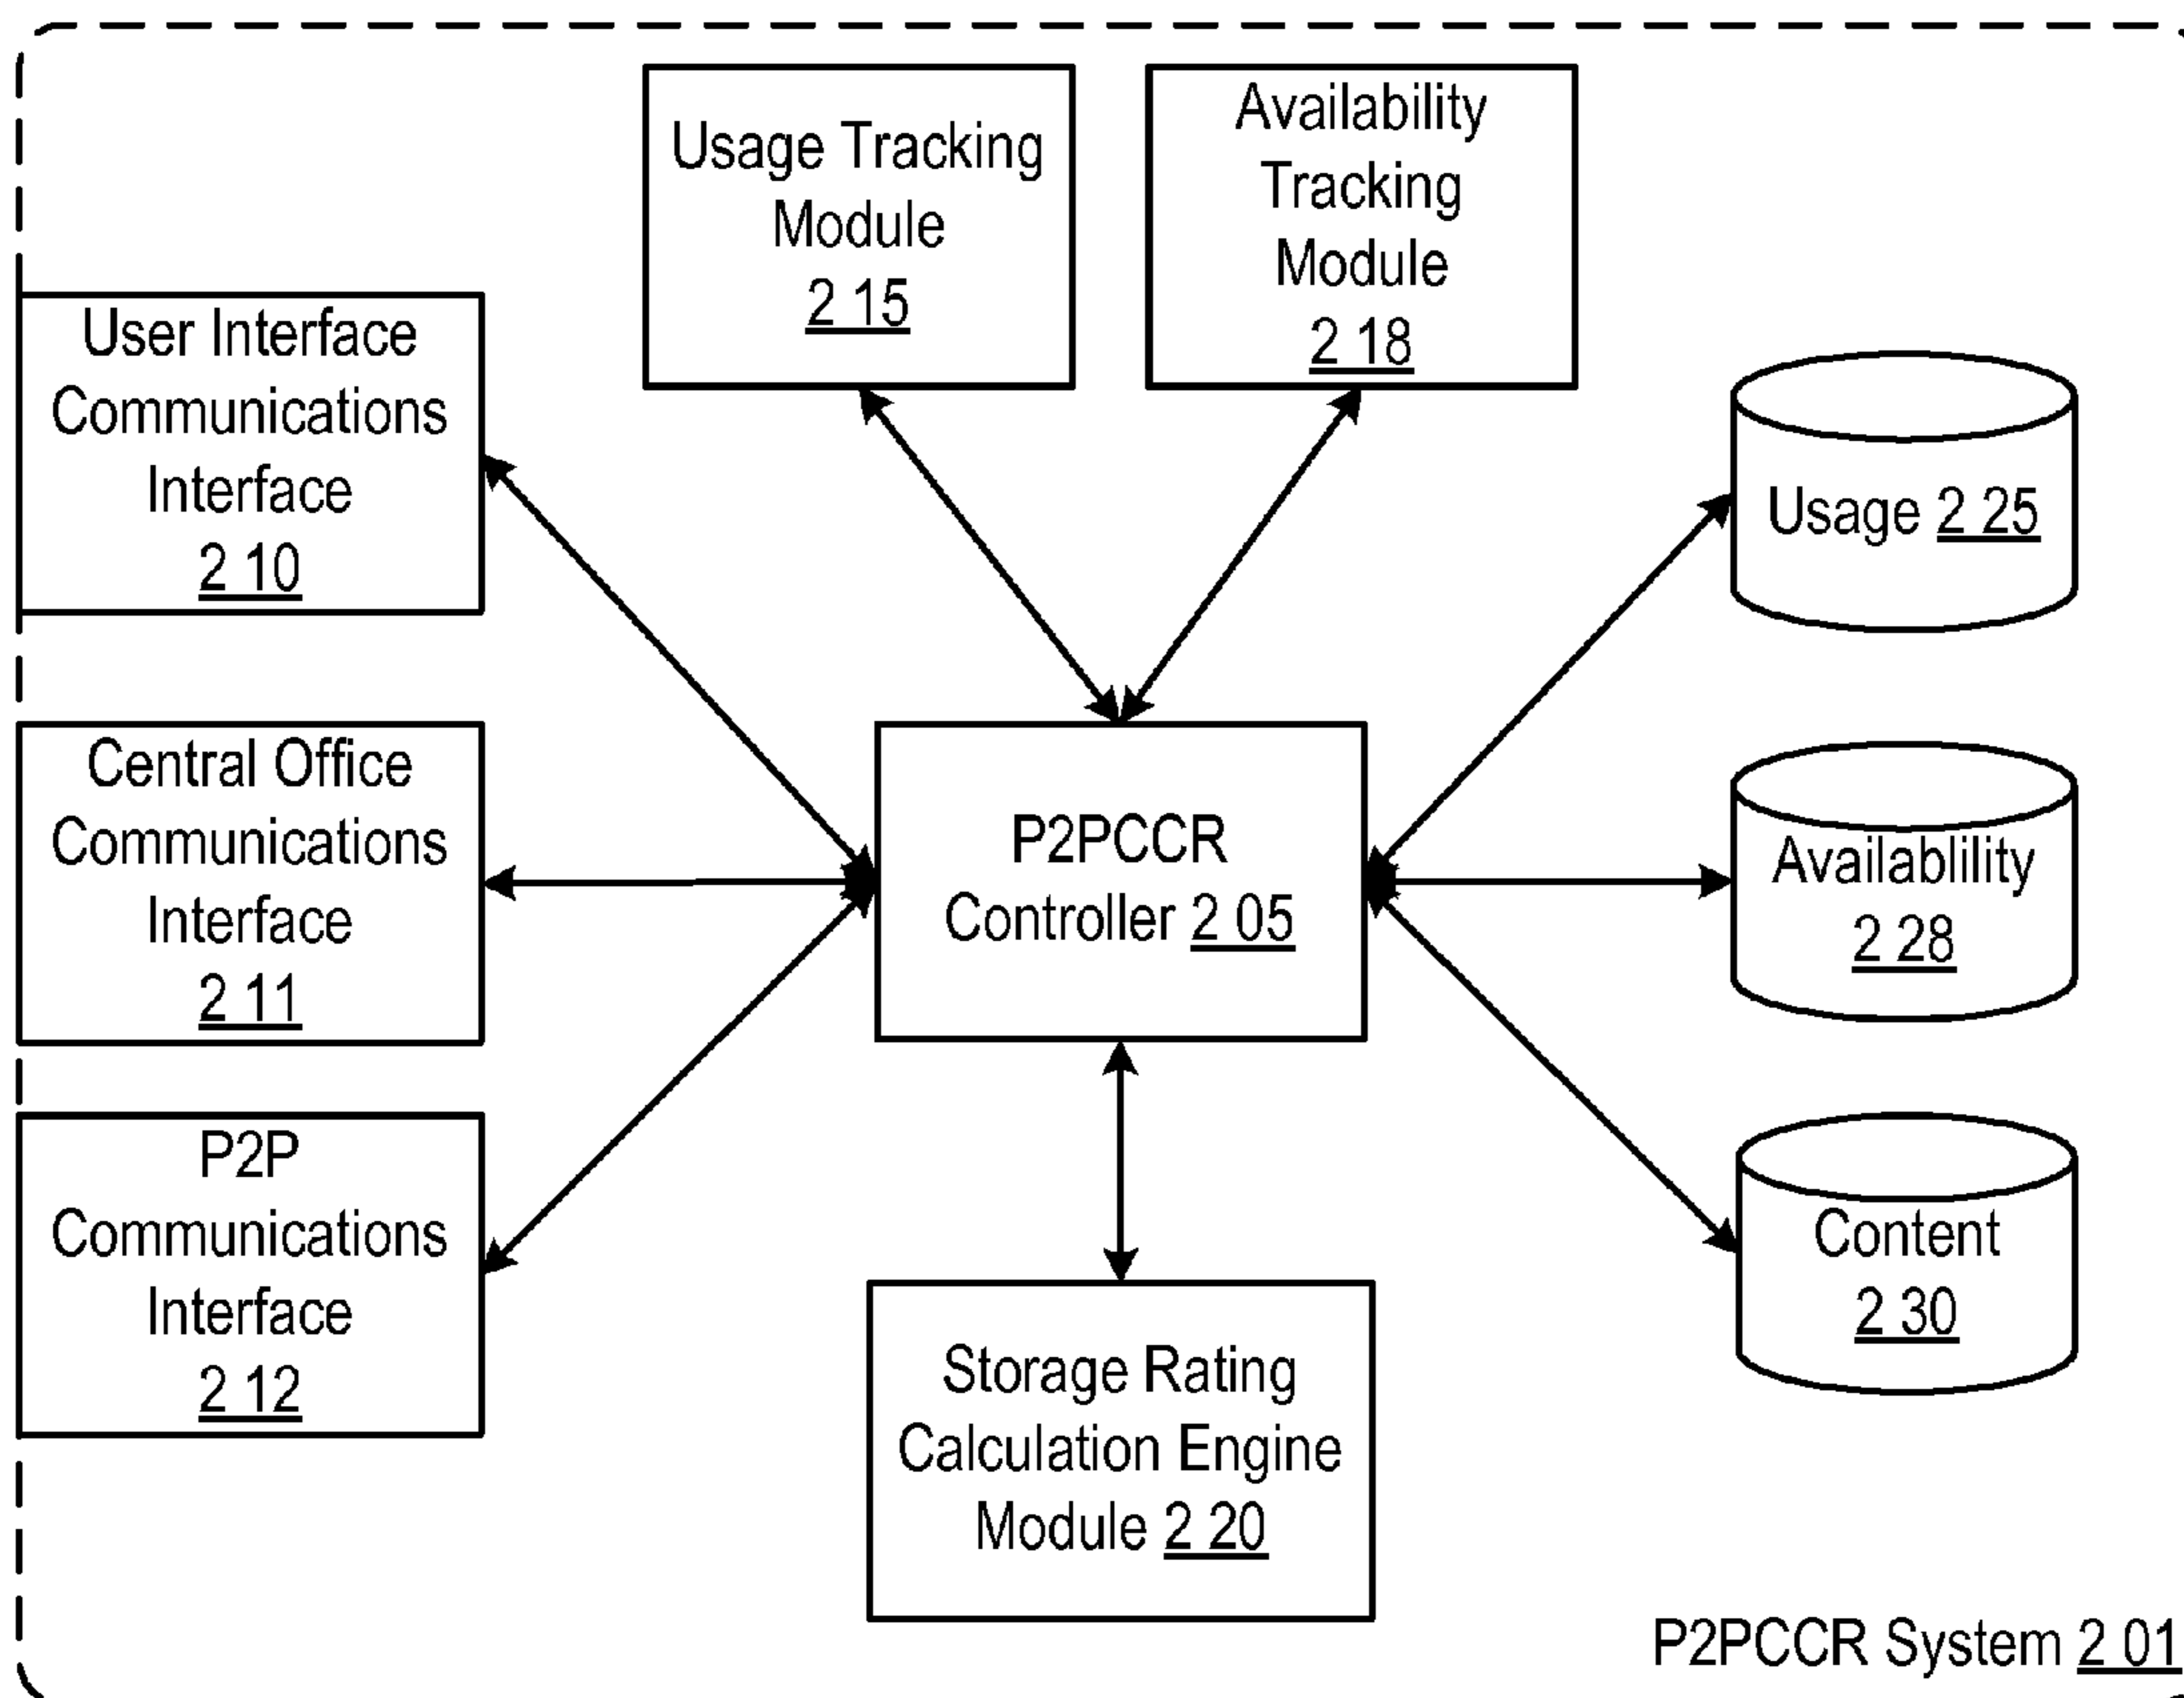 Usage Tracking
Module
2 15
Availability
Tracking
Module
2 18
User Interface
Communications
Interface
2 10
Usage 2 25
Central Office
Communications
Interface
2 11
P2PCCR
Controller 2 05
Availablility
2 28
P2P
Communications
Interface
2 12
Content
2 30
Storage Rating
Calculation Engine
Module 2 20
P2PCCR System 2 01